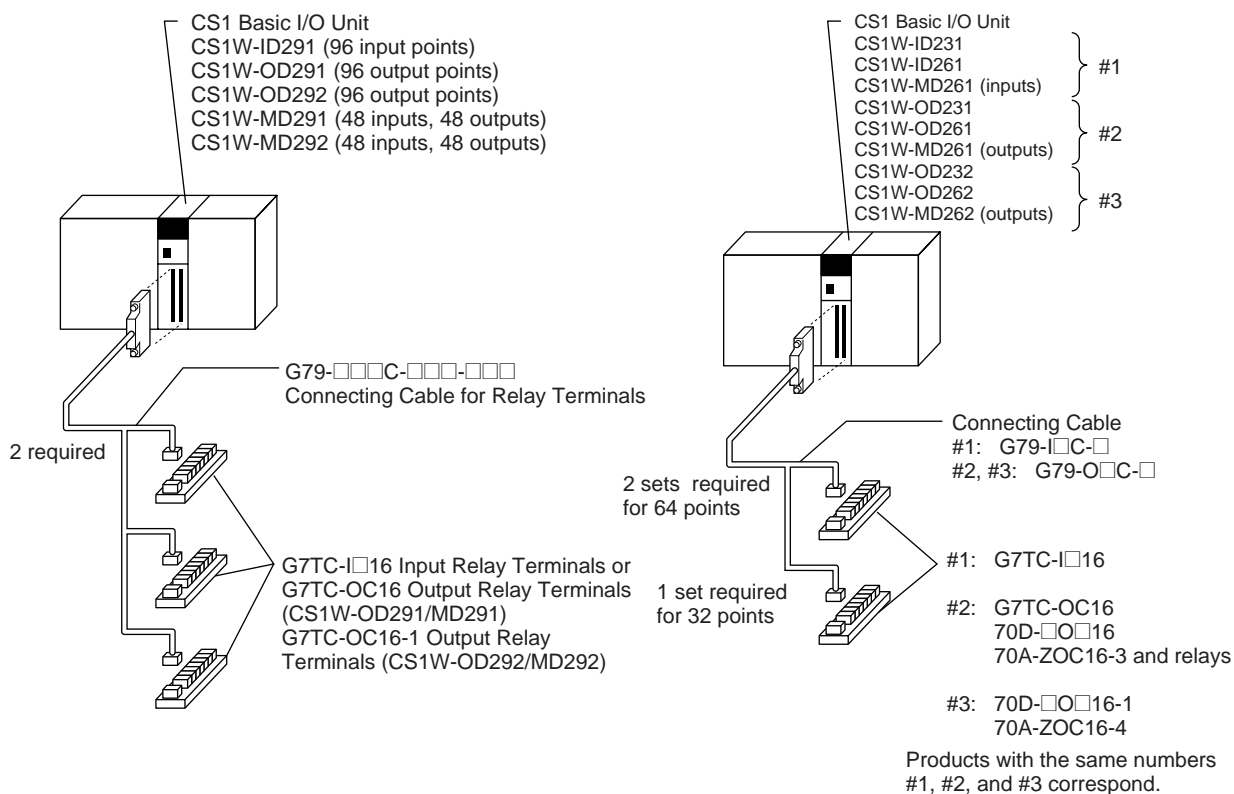 CS1 Basic I/O Unit
CS1W-ID291 (96 input points)
CS1W-OD291 (96 output points)
CS1W-OD292 (96 output points)
CS1W-MD291 (48 inputs, 48 outputs)
CS1W-MD292 (48 inputs, 48 outputs)
G79-□□□C-□□□-□□□
Connecting Cable for Relay Terminals
2 required
G7TC-I□16 Input Relay Terminals or
G7TC-OC16 Output Relay Terminals
(CS1W-OD291/MD291)
G7TC-OC16-1 Output Relay
Terminals (CS1W-OD292/MD292)
CS1 Basic I/O Unit
CS1W-ID231
CS1W-ID261
CS1W-MD261 (inputs)
#1
CS1W-OD231
CS1W-OD261
CS1W-MD261 (outputs)
#2
CS1W-OD232
CS1W-OD262
CS1W-MD262 (outputs)
#3
Connecting Cable
#1: G79-I□C-□
#2, #3: G79-O□C-□
2 sets required
for 64 points
1 set required
for 32 points
#1: G7TC-I□16
#2: G7TC-OC16
70D-□O□16
70A-ZOC16-3 and relays
#3: 70D-□O□16-1
70A-ZOC16-4
Products with the same numbers
#1, #2, and #3 correspond.